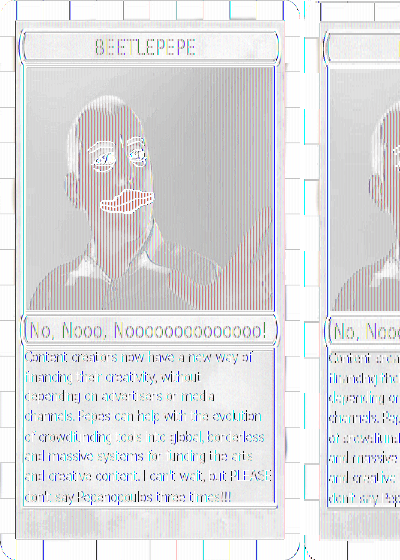 BEETLEPEPE
No, Nooo, Noooooooooooooo!
Content creators now have a new way of
financing their creativity, without
depending on advertisers or media
channels. Pepes can help with the evolution
of crowdfunding tools into global, borderless
and massive systems for funding the arts
and creative content. I can't wait, but PLEASE
don't say Pepenopoulos three times!!!
No, Nooo
Content crea
financing the
depending on
channels. Pep
of crowdfund
and massive
and creative
don't say Pep